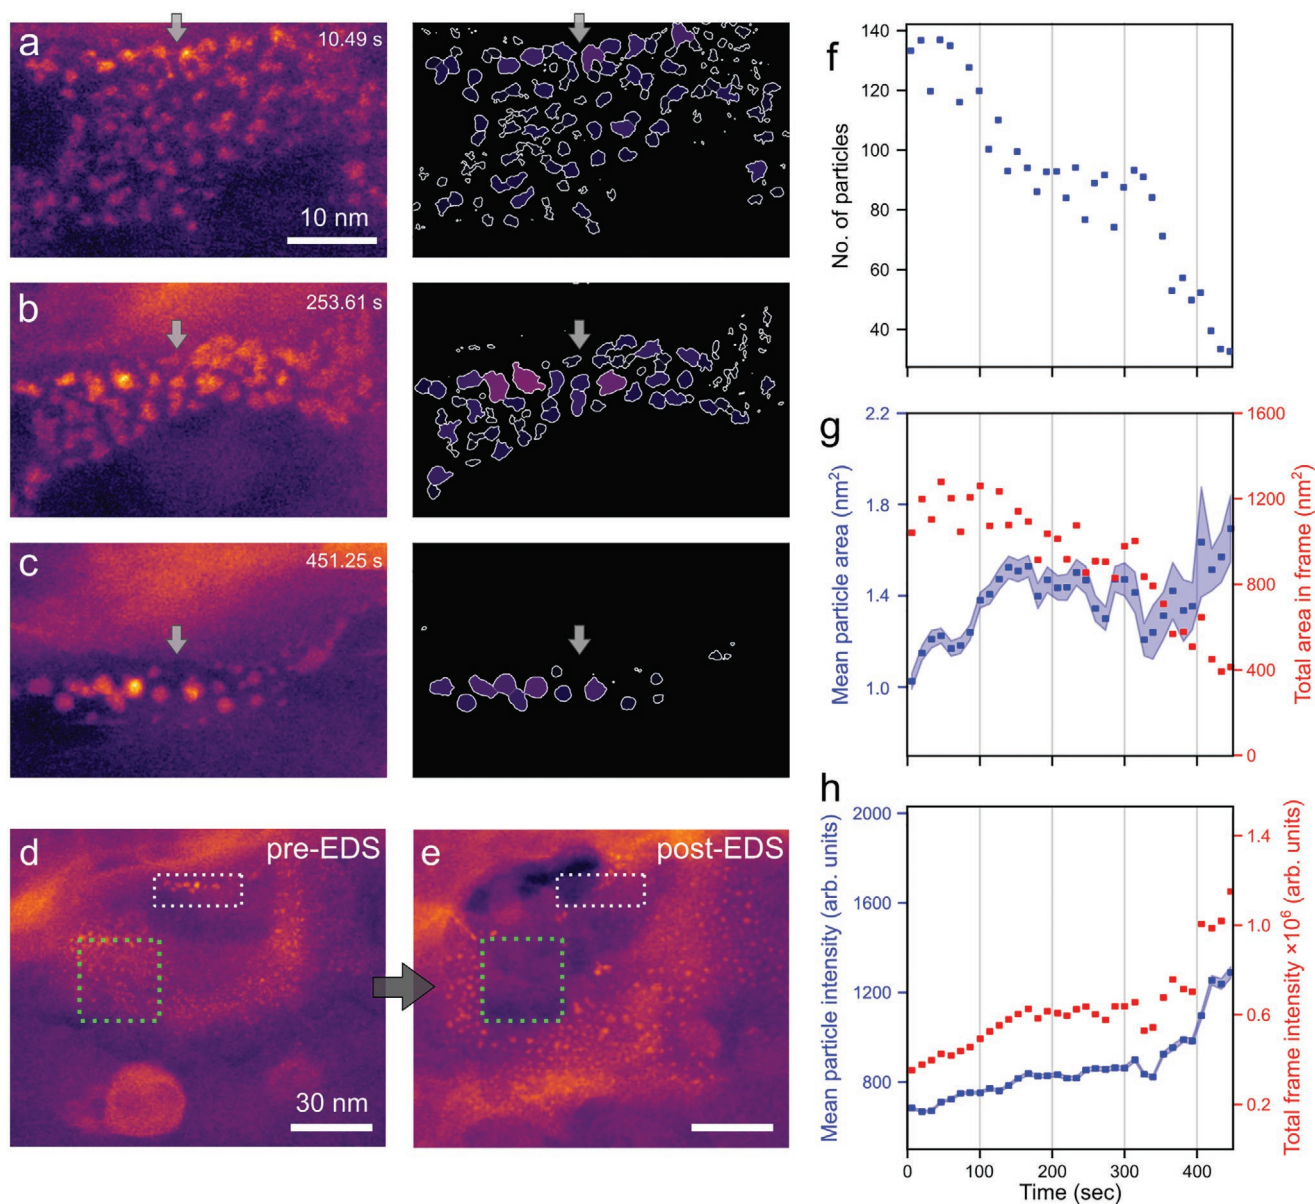 a
10.49 s
10 nm
b
253.61 s
c
451.25 s
d
pre-EDS
30 nm
e
post-EDS
f
No. of particles
140
120
100
80
60
40
g
Mean particle area (nm²)
2.2
1.8
1.4
1.0
Total area in frame (nm²)
1600
1200
800
400
0
h
Mean particle intensity (arb. units)
2000
1600
1200
800
Total frame intensity ×10⁶ (arb. units)
1.4
1.0
0.6
0.2
0 100 200 300 400
Time (sec)